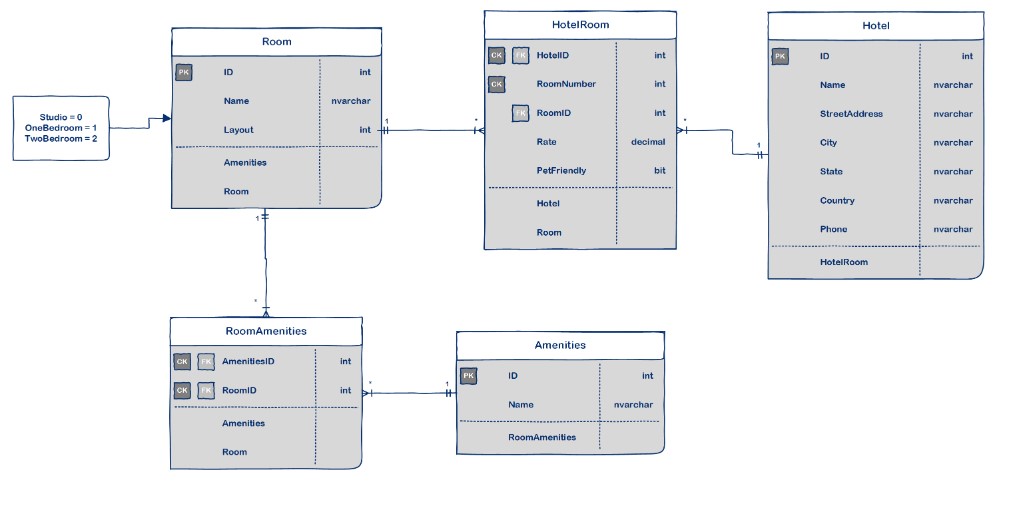 Studio = 0
OneBedroom = 1
TwoBedroom = 2
Room
PK ID int
Name nvarchar
Layout int
Amenities
Room
1
*
HotelRoom
CK FK HotelID int
CK RoomNumber int
FK RoomID int
Rate decimal
PetFriendly bit
Hotel
Room
*
1
Hotel
PK ID int
Name nvarchar
StreetAddress nvarchar
City nvarchar
State nvarchar
Country nvarchar
Phone nvarchar
HotelRoom
1
*
RoomAmenities
CK FK AmenitiesID int
CK FK RoomID int
Amenities
Room
*
1
Amenities
PK ID int
Name nvarchar
RoomAmenities